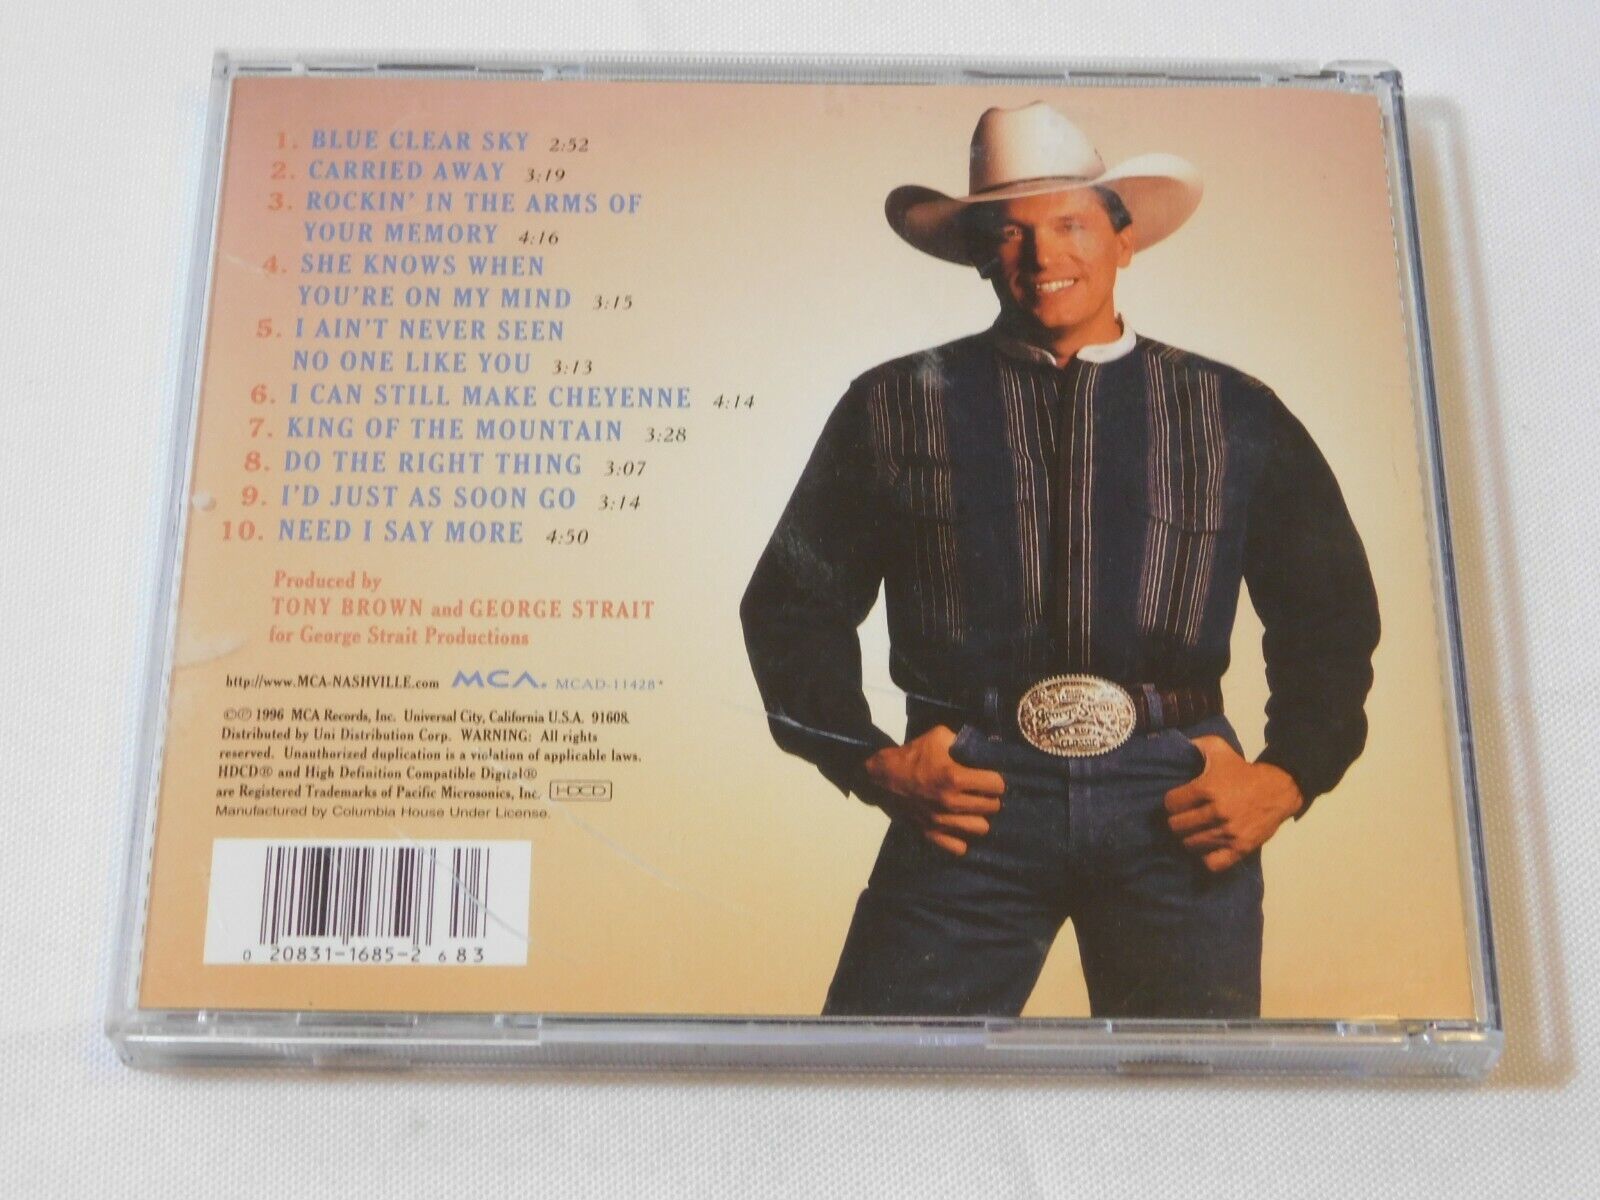 1. BLUE CLEAR SKY 2:52
2. CARRIED AWAY 3:19
3. ROCKIN' IN THE ARMS OF
YOUR MEMORY 4:16
4. SHE KNOWS WHEN
YOU'RE ON MY MIND 3:15
5. I AIN'T NEVER SEEN
NO ONE LIKE YOU 3:13
6. I CAN STILL MAKE CHEYENNE 4:14
7. KING OF THE MOUNTAIN 3:28
8. DO THE RIGHT THING 3:07
9. I'D JUST AS SOON GO 3:14
10. NEED I SAY MORE 4:50
Produced by
TONY BROWN and GEORGE STRAIT
for George Strait Productions
http://www.MCA-NASHVILLE.com MCA. MCAD-11428*
©℗ 1996 MCA Records, Inc. Universal City, California U.S.A. 91608.
Distributed by Uni Distribution Corp. WARNING: All rights
reserved. Unauthorized duplication is a violation of applicable laws.
HDCD® and High Definition Compatible Digital®
are Registered Trademarks of Pacific Microsonics, Inc. HDCD
Manufactured by Columbia House Under License.
0 20831-1685-2 6 83
George Strait
CLASSIC